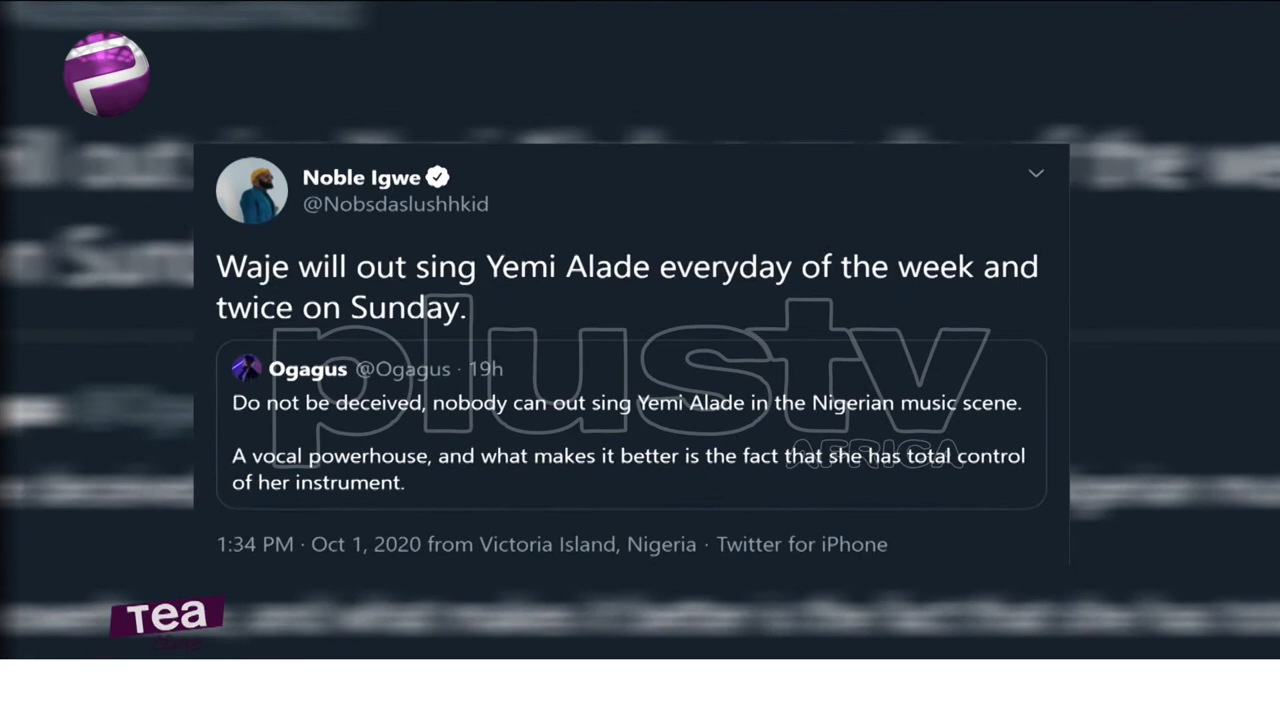 Noble Igwe
@Nobsdaslushhkid
Waje will out sing Yemi Alade everyday of the week and
twice on Sunday.
Ogagus @Ogagus · 19h
Do not be deceived, nobody can out sing Yemi Alade in the Nigerian music scene.
A vocal powerhouse, and what makes it better is the fact that she has total control
of her instrument.
1:34 PM · Oct 1, 2020 from Victoria Island, Nigeria · Twitter for iPhone
plustv
AFRICA
Tea